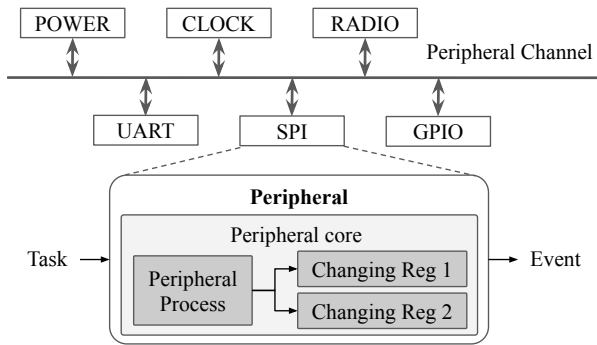 POWER
CLOCK
RADIO
Peripheral Channel
UART
SPI
GPIO
Peripheral
Peripheral core
Task
Peripheral
Process
Changing Reg 1
Changing Reg 2
Event